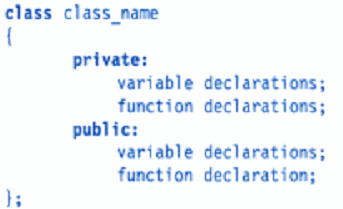 class class_name
{
private:
variable declarations;
function declarations;
public:
variable declarations;
function declaration;
};